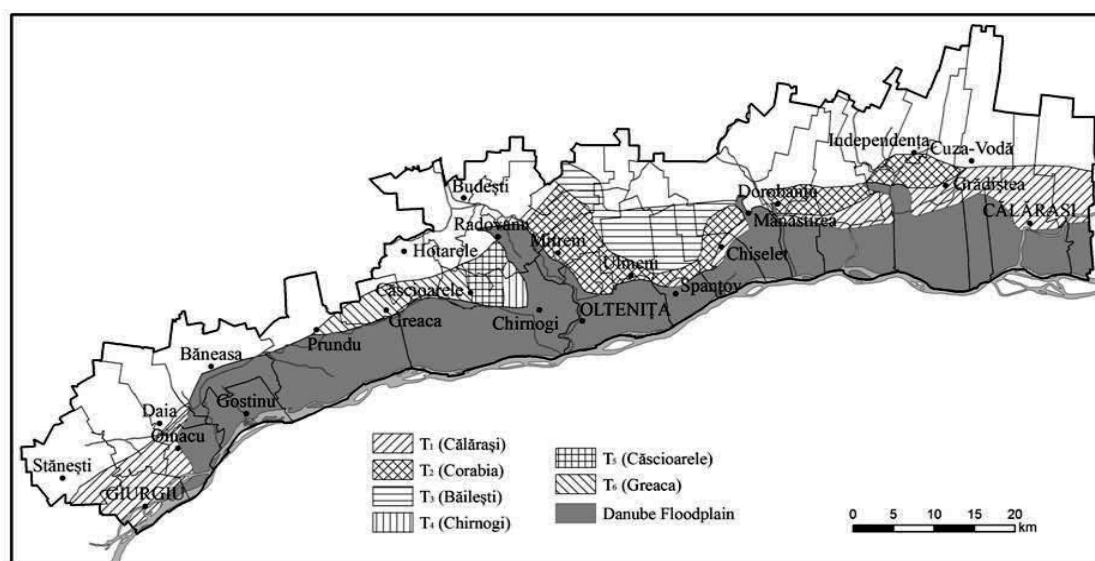 Independența
Cuza-Vodă
Budești
Dorobanțu
Grădiștea
Radovanu
Mănăstirea
CĂLĂRAȘI
Hotarele
Mitreni
Chiselet
Ulmeni
Căscioarele
Spanțov
Greaca
Chirnogi
OLTENIȚA
Prundu
Băneasa
Daia
Gostinu
Oinacu
Stănești
GIURGIU
T1 (Călărași)
T2 (Corabia)
T3 (Băilești)
T4 (Chirnogi)
T5 (Căscioarele)
T6 (Greaca)
Danube Floodplain
0 5 10 15 20
km